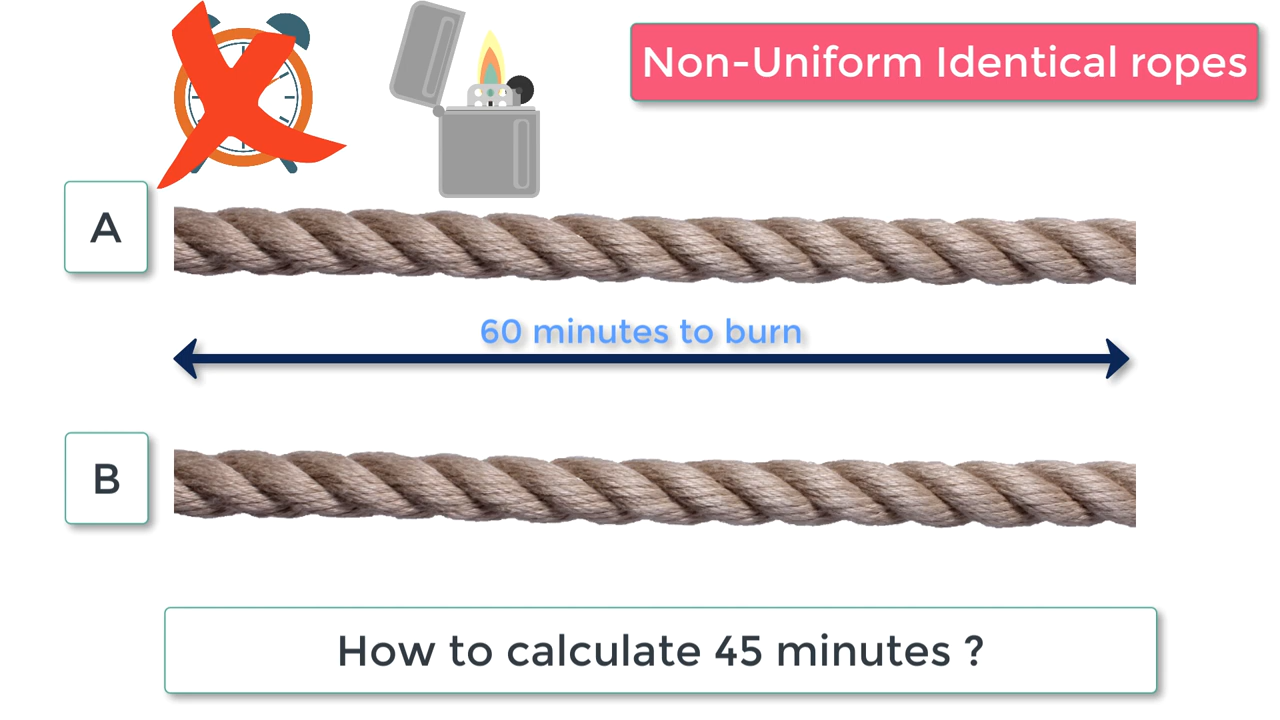 Non-Uniform Identical ropes
A
60 minutes to burn
B
How to calculate 45 minutes ?